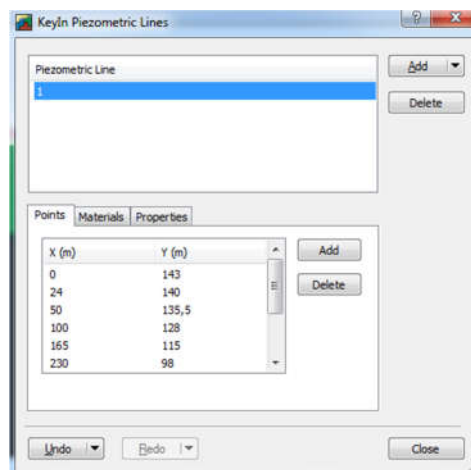 KeyIn Piezometric Lines
Piezometric Line
Add
1
Delete
Points Materials Properties
X (m) Y (m)
Add
0 143
24 140
Delete
50 135,5
100 128
165 115
230 98
Undo Redo Close